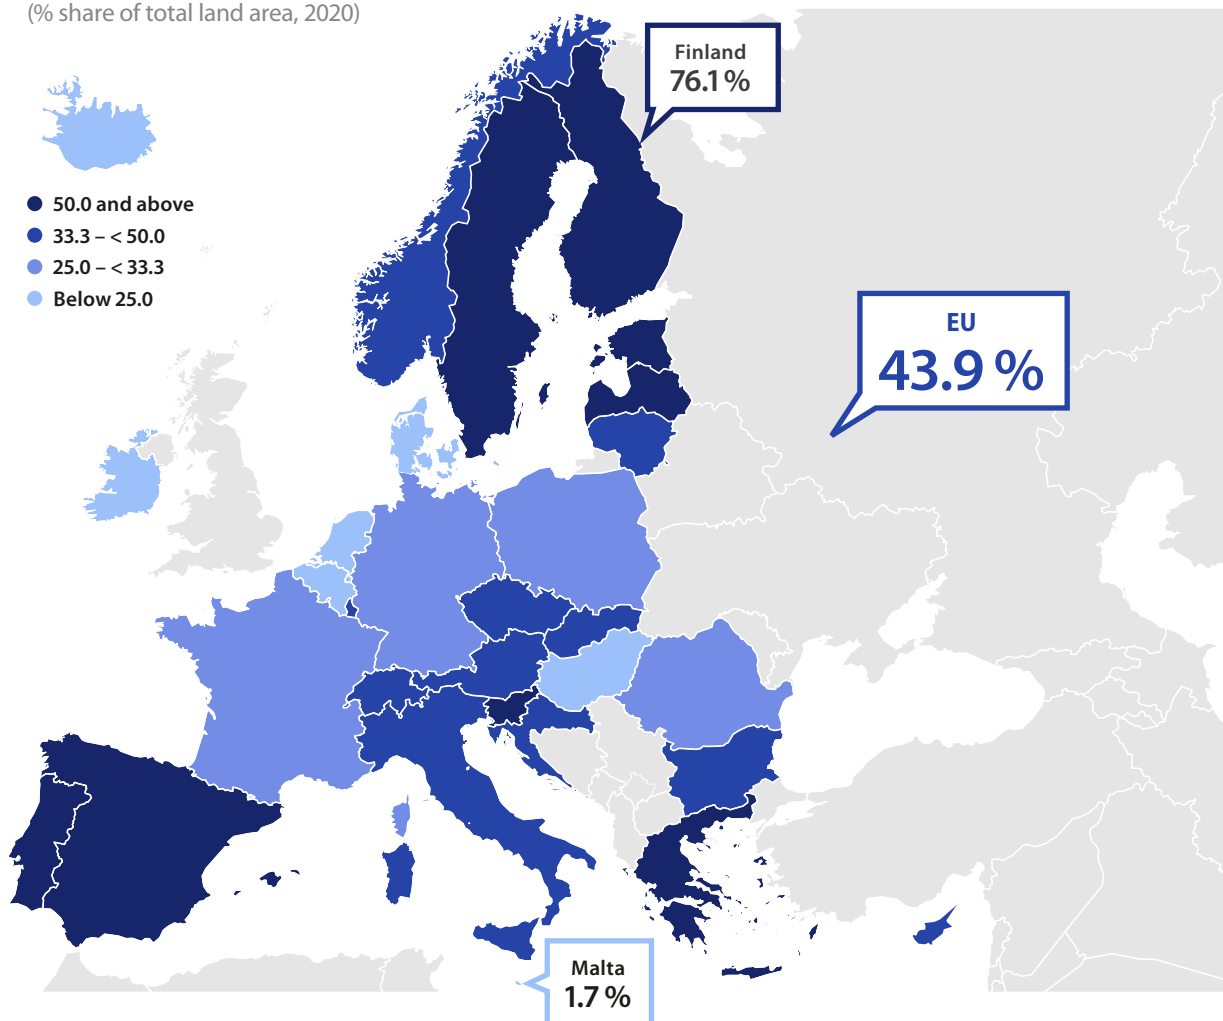 (% share of total land area, 2020)
Finland
76.1 %
50.0 and above
33.3 – < 50.0
25.0 – < 33.3
Below 25.0
EU
43.9 %
Malta
1.7 %